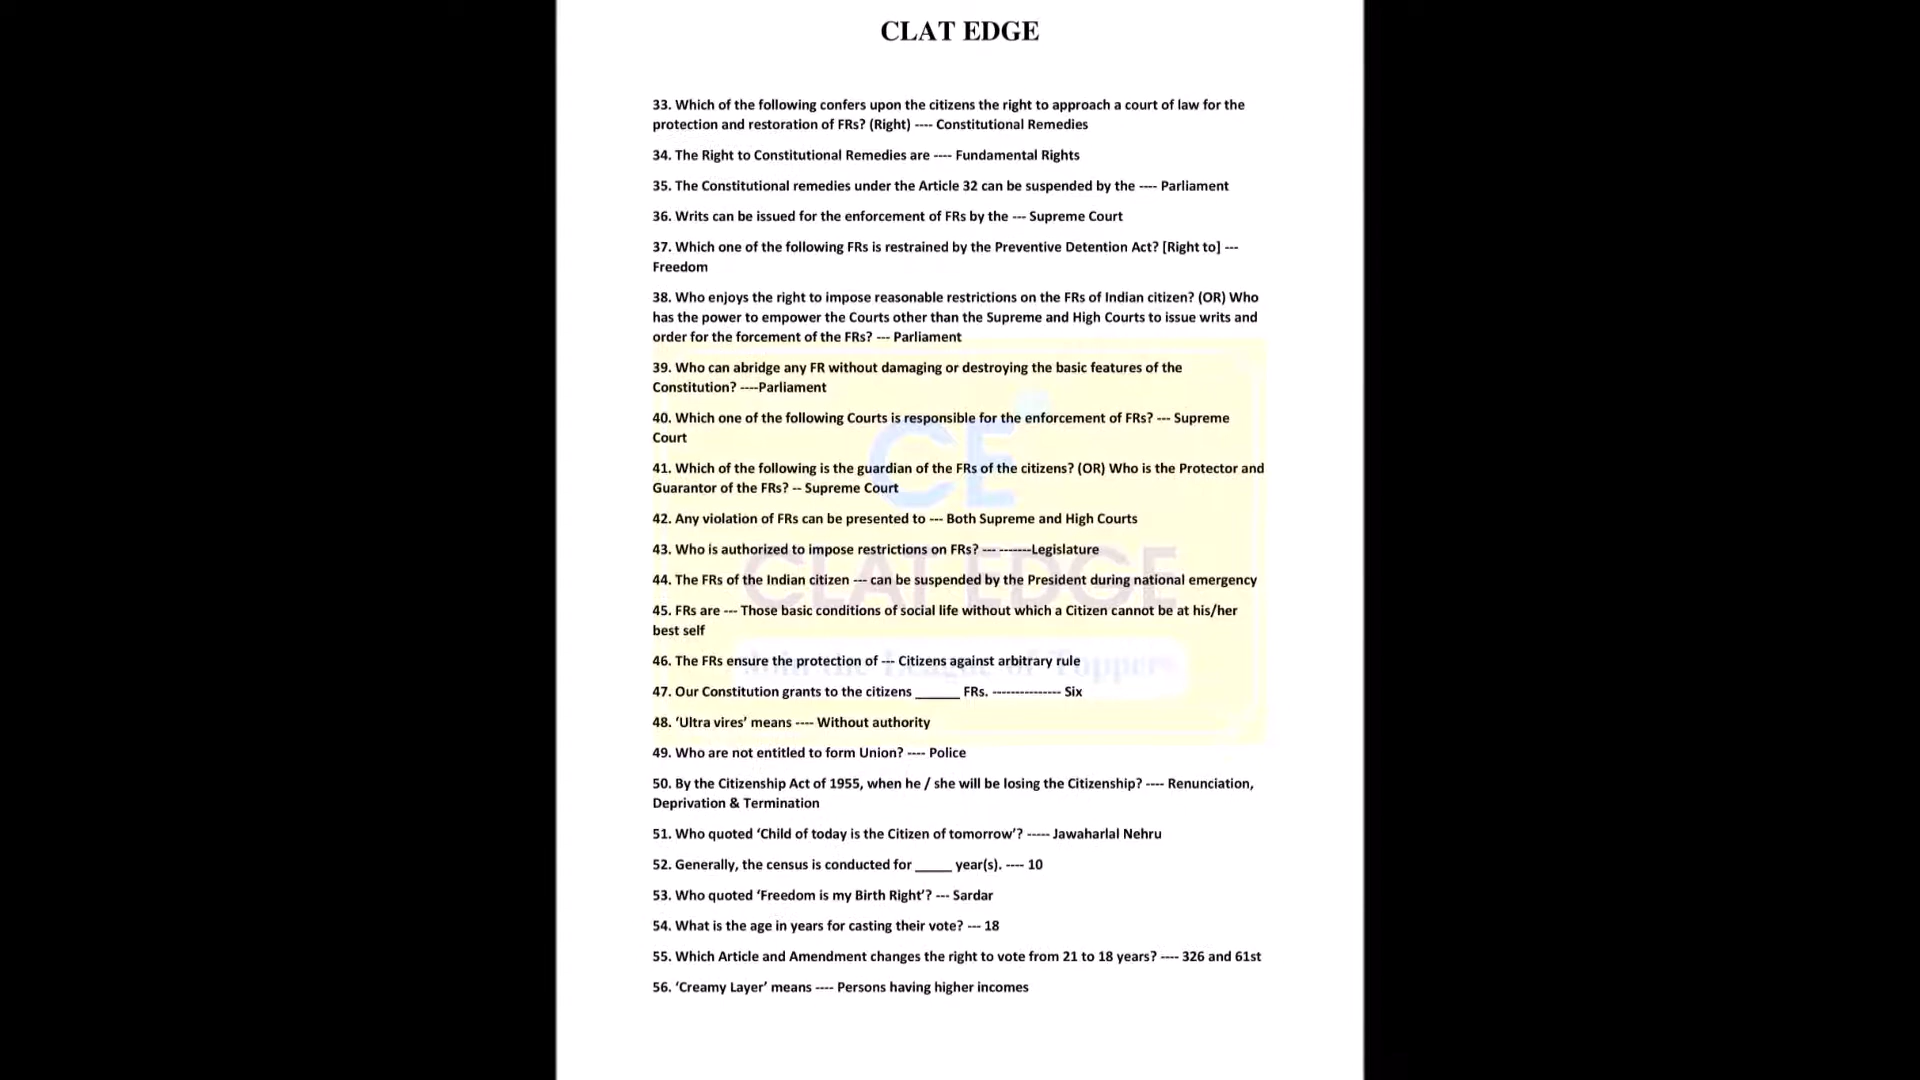 CLAT EDGE
33. Which of the following confers upon the citizens the right to approach a court of law for the
protection and restoration of FRs? (Right) ---- Constitutional Remedies
34. The Right to Constitutional Remedies are ---- Fundamental Rights
35. The Constitutional remedies under the Article 32 can be suspended by the ---- Parliament
36. Writs can be issued for the enforcement of FRs by the --- Supreme Court
37. Which one of the following FRs is restrained by the Preventive Detention Act? [Right to] ---
Freedom
38. Who enjoys the right to impose reasonable restrictions on the FRs of Indian citizen? (OR) Who
has the power to empower the Courts other than the Supreme and High Courts to issue writs and
order for the forcement of the FRs? --- Parliament
39. Who can abridge any FR without damaging or destroying the basic features of the
Constitution? ----Parliament
40. Which one of the following Courts is responsible for the enforcement of FRs? --- Supreme
Court
41. Which of the following is the guardian of the FRs of the citizens? (OR) Who is the Protector and
Guarantor of the FRs? -- Supreme Court
42. Any violation of FRs can be presented to --- Both Supreme and High Courts
43. Who is authorized to impose restrictions on FRs? --- -------Legislature
44. The FRs of the Indian citizen --- can be suspended by the President during national emergency
45. FRs are --- Those basic conditions of social life without which a Citizen cannot be at his/her
best self
46. The FRs ensure the protection of --- Citizens against arbitrary rule
47. Our Constitution grants to the citizens ______ FRs. --------------- Six
48. ‘Ultra vires’ means ---- Without authority
49. Who are not entitled to form Union? ---- Police
50. By the Citizenship Act of 1955, when he / she will be losing the Citizenship? ---- Renunciation,
Deprivation & Termination
51. Who quoted ‘Child of today is the Citizen of tomorrow’? ----- Jawaharlal Nehru
52. Generally, the census is conducted for _____ year(s). ---- 10
53. Who quoted ‘Freedom is my Birth Right’? --- Sardar
54. What is the age in years for casting their vote? --- 18
55. Which Article and Amendment changes the right to vote from 21 to 18 years? ---- 326 and 61st
56. ‘Creamy Layer’ means ---- Persons having higher incomes
CE
CLAT EDGE
Join the League of Toppers